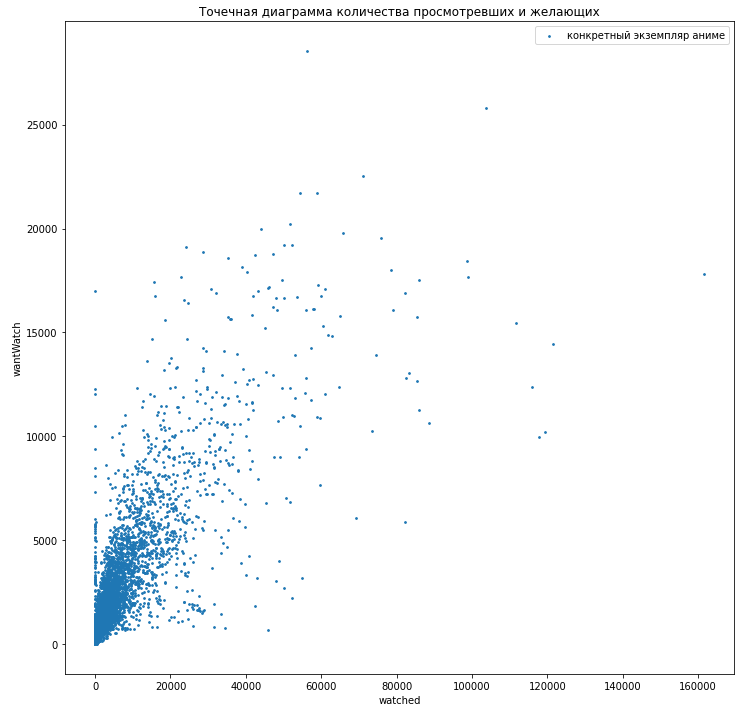 Точечная диаграмма количества просмотревших и желающих
конкретный экземпляр аниме
25000
20000
15000
10000
5000
0
wantWatch
0 20000 40000 60000 80000 100000 120000 140000 160000
watched